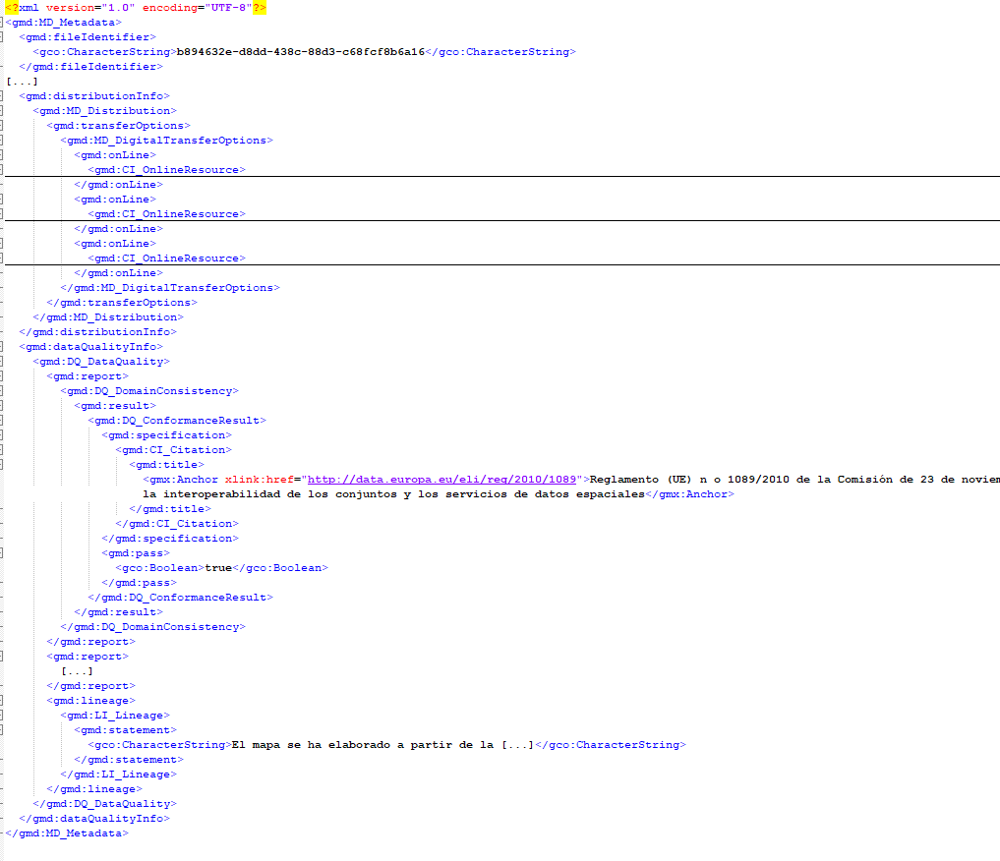 <?xml version="1.0" encoding="UTF-8"?>
<gmd:MD_Metadata>
<gmd:fileIdentifier>
<gco:CharacterString>b894632e-d8dd-438c-88d3-c68fcf8b6a16</gco:CharacterString>
</gmd:fileIdentifier>
[...]
<gmd:distributionInfo>
<gmd:MD_Distribution>
<gmd:transferOptions>
<gmd:MD_DigitalTransferOptions>
<gmd:onLine>
<gmd:CI_OnlineResource>
</gmd:onLine>
<gmd:onLine>
<gmd:CI_OnlineResource>
</gmd:onLine>
<gmd:onLine>
<gmd:CI_OnlineResource>
</gmd:onLine>
</gmd:MD_DigitalTransferOptions>
</gmd:transferOptions>
</gmd:MD_Distribution>
</gmd:distributionInfo>
<gmd:dataQualityInfo>
<gmd:DQ_DataQuality>
<gmd:report>
<gmd:DQ_DomainConsistency>
<gmd:result>
<gmd:DQ_ConformanceResult>
<gmd:specification>
<gmd:CI_Citation>
<gmd:title>
<gmx:Anchor xlink:href="http://data.europa.eu/eli/reg/2010/1089">Reglamento (UE) n o 1089/2010 de la Comisión de 23 de noviem
la interoperabilidad de los conjuntos y los servicios de datos espaciales</gmx:Anchor>
</gmd:title>
</gmd:CI_Citation>
</gmd:specification>
<gmd:pass>
<gco:Boolean>true</gco:Boolean>
</gmd:pass>
</gmd:DQ_ConformanceResult>
</gmd:result>
</gmd:DQ_DomainConsistency>
</gmd:report>
<gmd:report>
[...]
</gmd:report>
<gmd:lineage>
<gmd:LI_Lineage>
<gmd:statement>
<gco:CharacterString>El mapa se ha elaborado a partir de la [...]</gco:CharacterString>
</gmd:statement>
</gmd:LI_Lineage>
</gmd:lineage>
</gmd:DQ_DataQuality>
</gmd:dataQualityInfo>
</gmd:MD_Metadata>